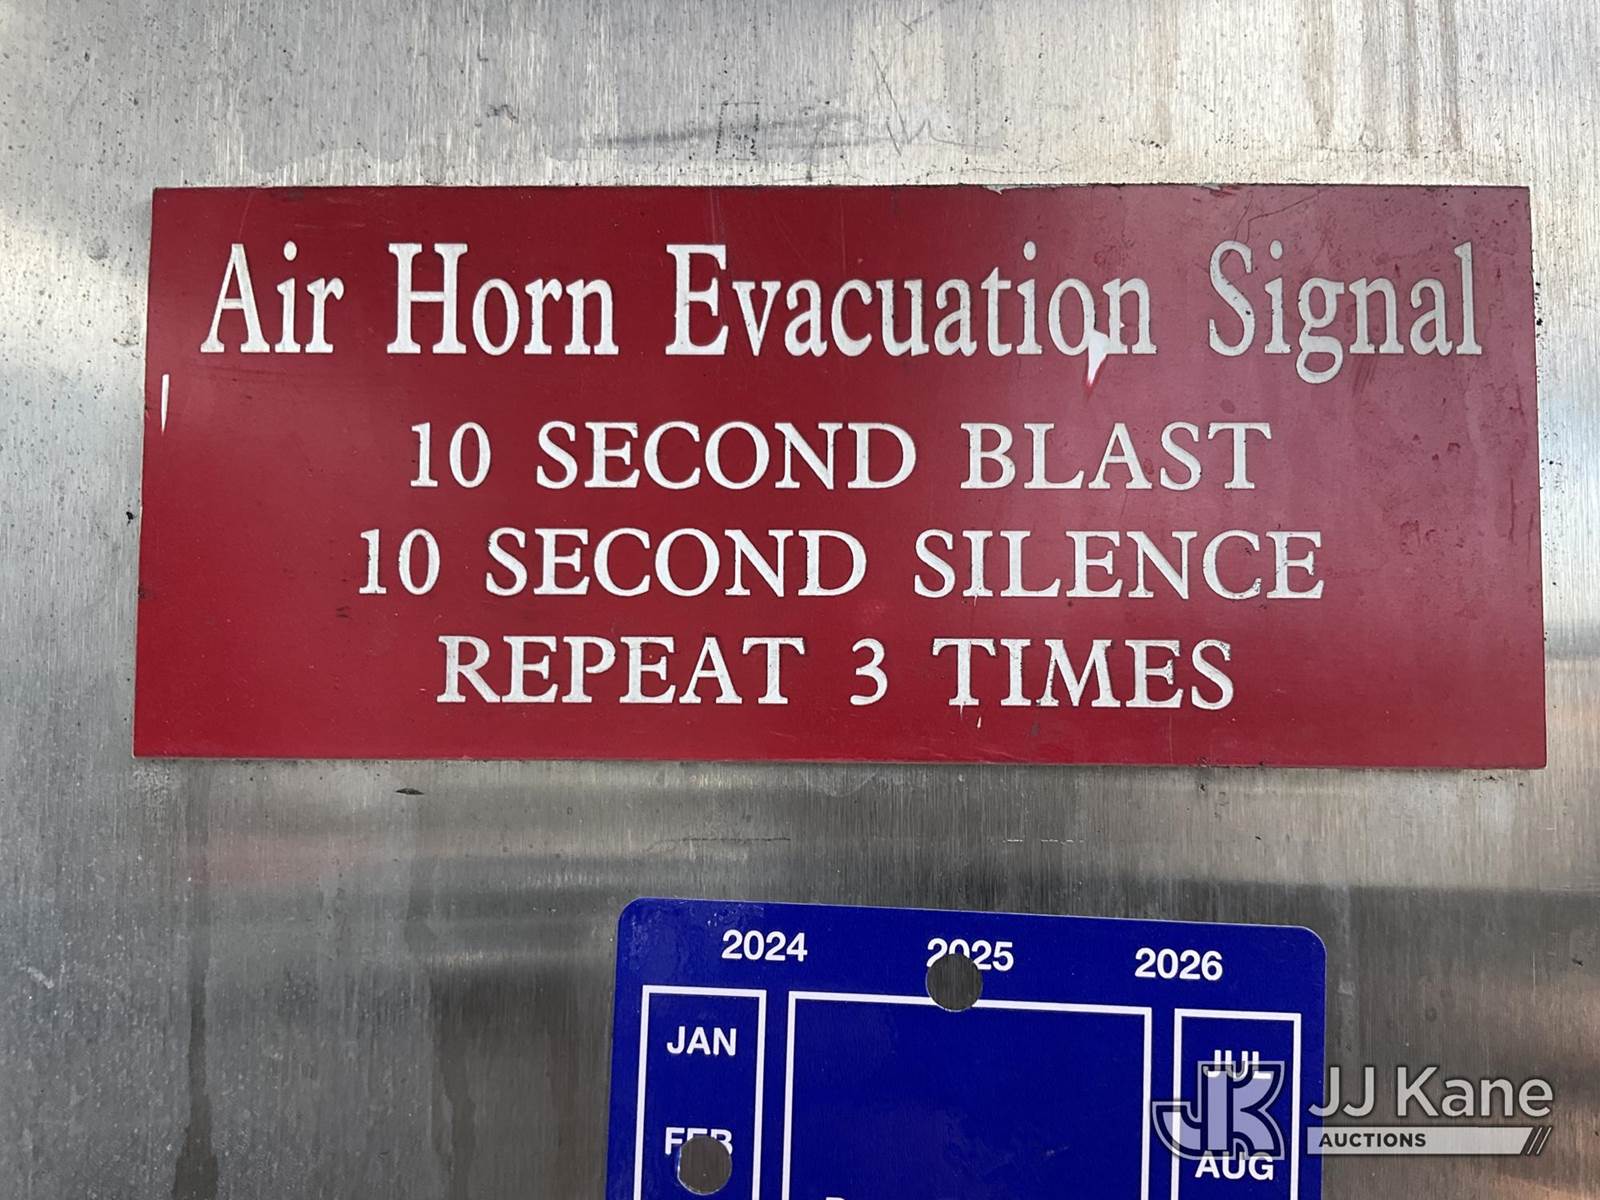 Air Horn Evacuation Signal
10 SECOND BLAST
10 SECOND SILENCE
REPEAT 3 TIMES
2024 2025 2026
JAN
JUL
FEB
AUG
JJ Kane
AUCTIONS